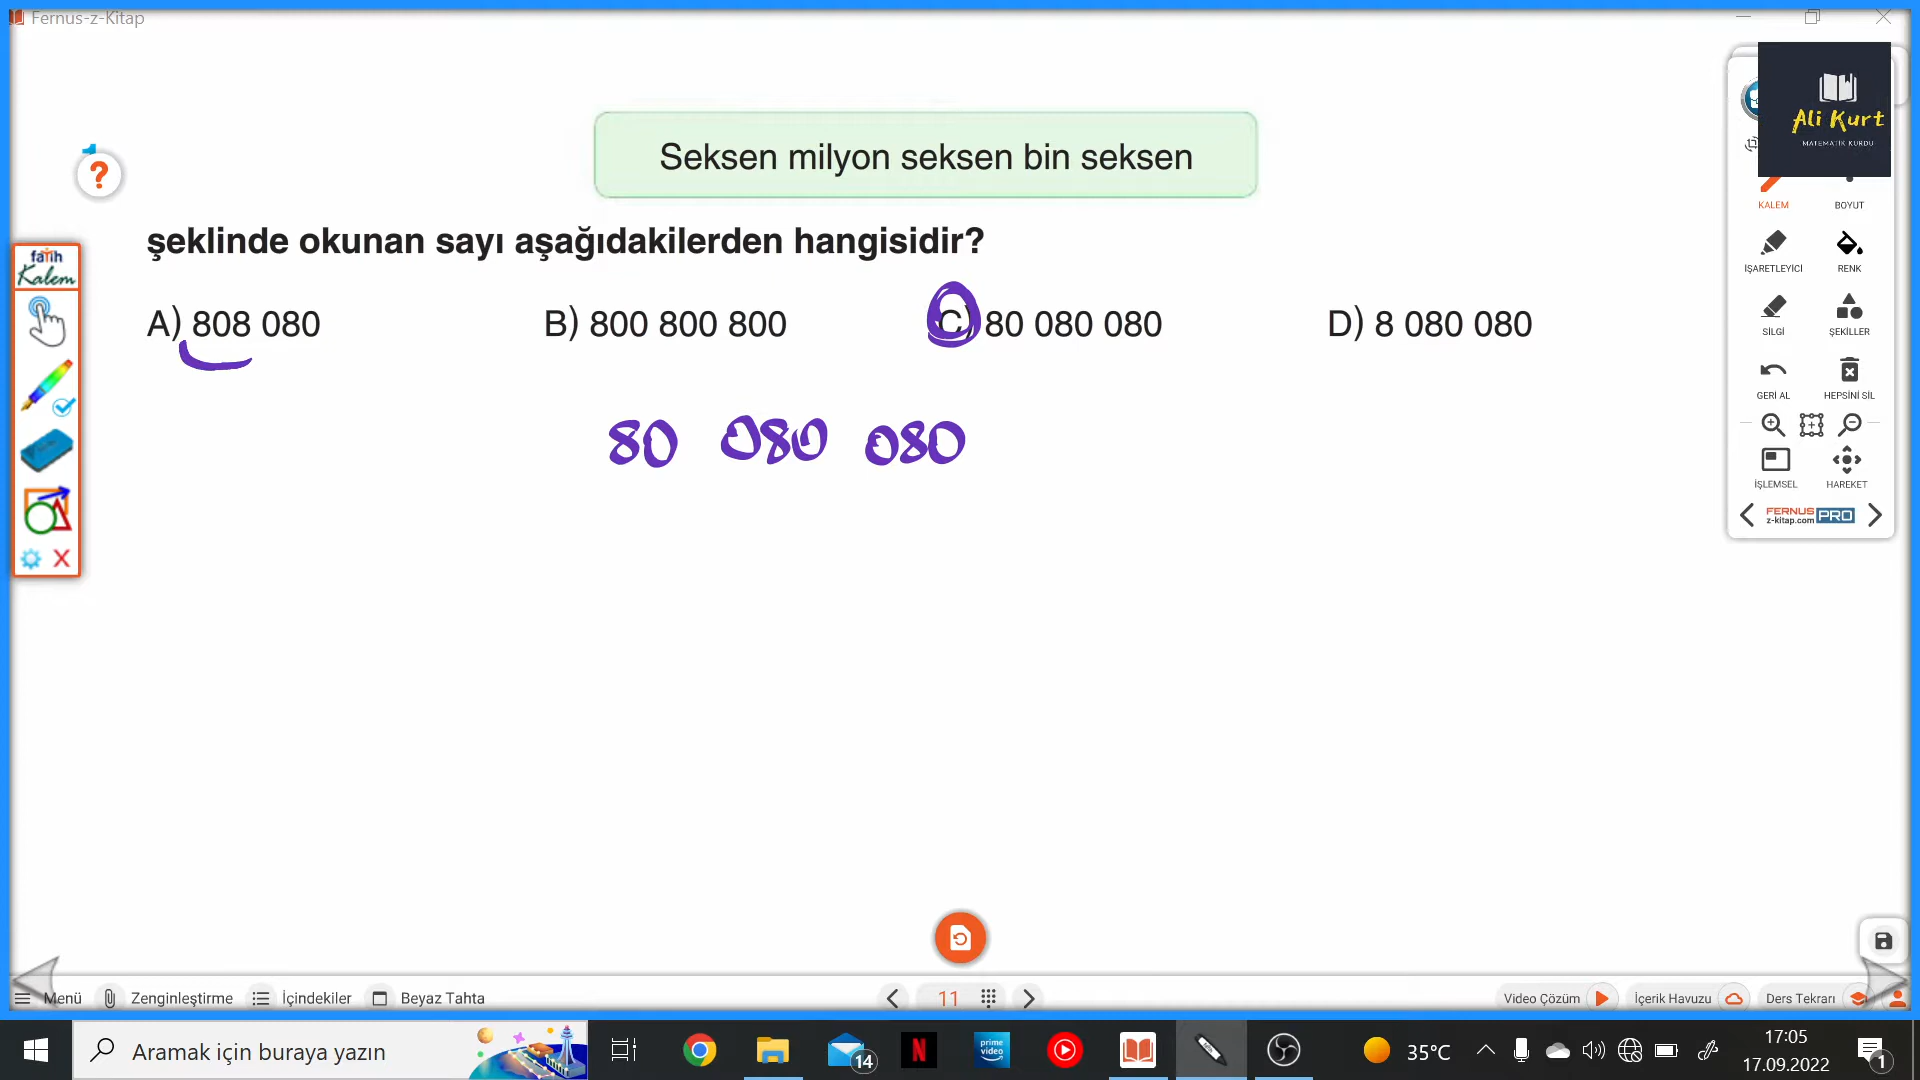 Fernus-z-Kitap
Ali Kurt
MATEMATİK KURDU
Seksen milyon seksen bin seksen
şeklinde okunan sayı aşağıdakilerden hangisidir?
A) 808 080 B) 800 800 800 C) 80 080 080 D) 8 080 080
80 080 080
fatih
Kalem
KALEM BOYUT
İŞARETLEYİCİ RENK
SİLGİ ŞEKİLLER
GERİ AL HEPSİNİ SİL
İŞLEMSEL HAREKET
FERNUS
z-kitap.com PRO
Menü Zenginleştirme İçindekiler Beyaz Tahta 11 Video Çözüm İçerik Havuzu Ders Tekrarı
Aramak için buraya yazın 14 N prime video 35°C 17:05
17.09.2022 1